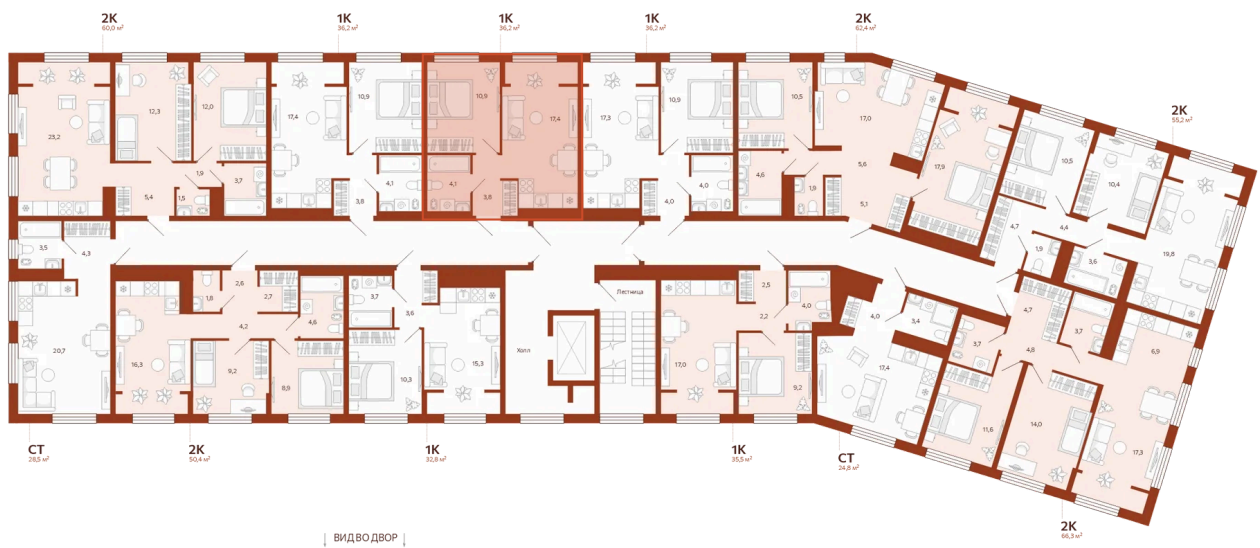 2К
60,0 м²
1К
36,2 м²
1К
36,2 м²
1К
36,2 м²
2К
62,4 м²
2К
55,2 м²
23,2
12,3
12,0
1,9
3,7
5,4
1,5
17,4
10,9
4,1
3,8
10,9
17,4
4,1
3,8
17,3
10,9
4,0
4,0
10,5
17,0
4,6
1,9
5,6
5,1
17,9
10,5
10,4
4,7
4,4
1,9
3,6
19,8
3,5
4,3
20,7
1,8
2,6
2,7
4,2
4,6
16,3
9,2
8,9
3,7
3,6
10,3
15,3
Лестница
Холл
2,5
4,0
2,2
17,0
9,2
4,0
3,4
17,4
3,7
4,7
3,7
4,8
6,9
11,6
14,0
17,3
СТ
28,5 м²
2К
50,4 м²
1К
32,8 м²
1К
35,5 м²
СТ
24,8 м²
2К
66,3 м²
ВИД ВО ДВОР